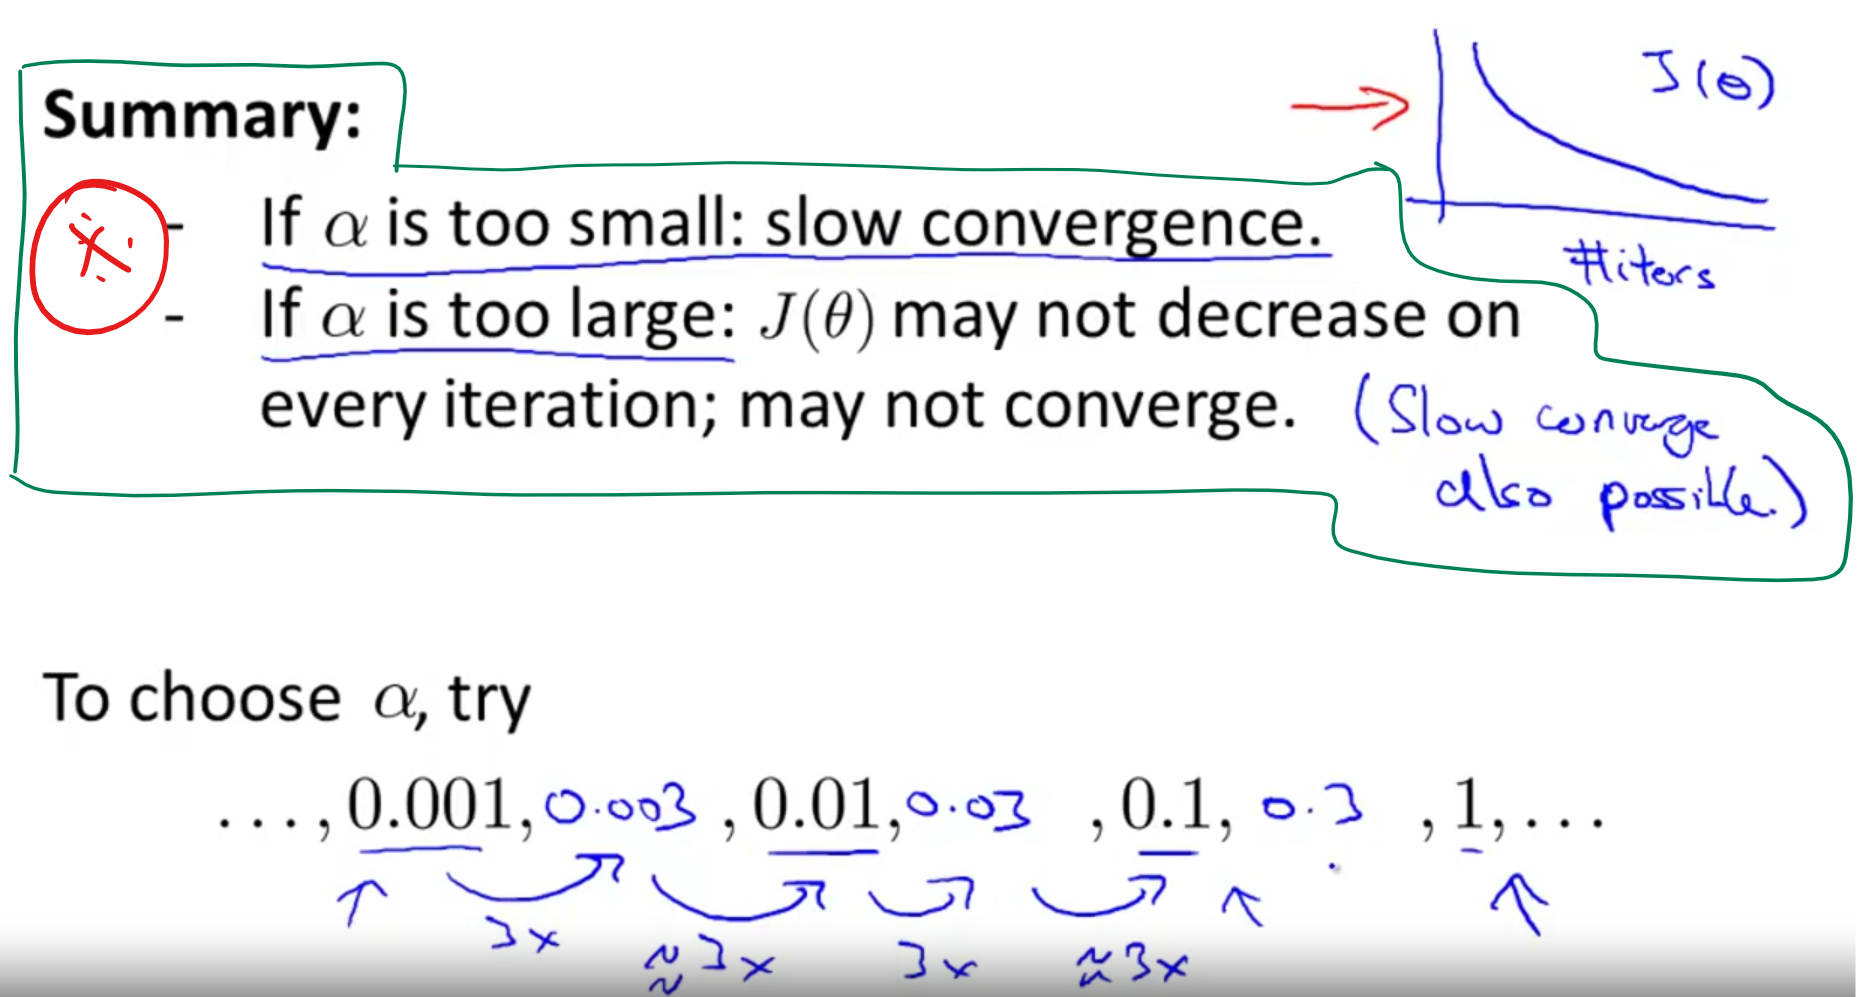 Summary:
J(θ)
- If α is too small: slow convergence.
#iters
- If α is too large: J(θ) may not decrease on
every iteration; may not converge. (Slow converge
also possible.)
To choose α, try
..., 0.001, 0.003 , 0.01, 0.03 , 0.1, 0.3 , 1, ...
3x ≈3x 3x ≈3x